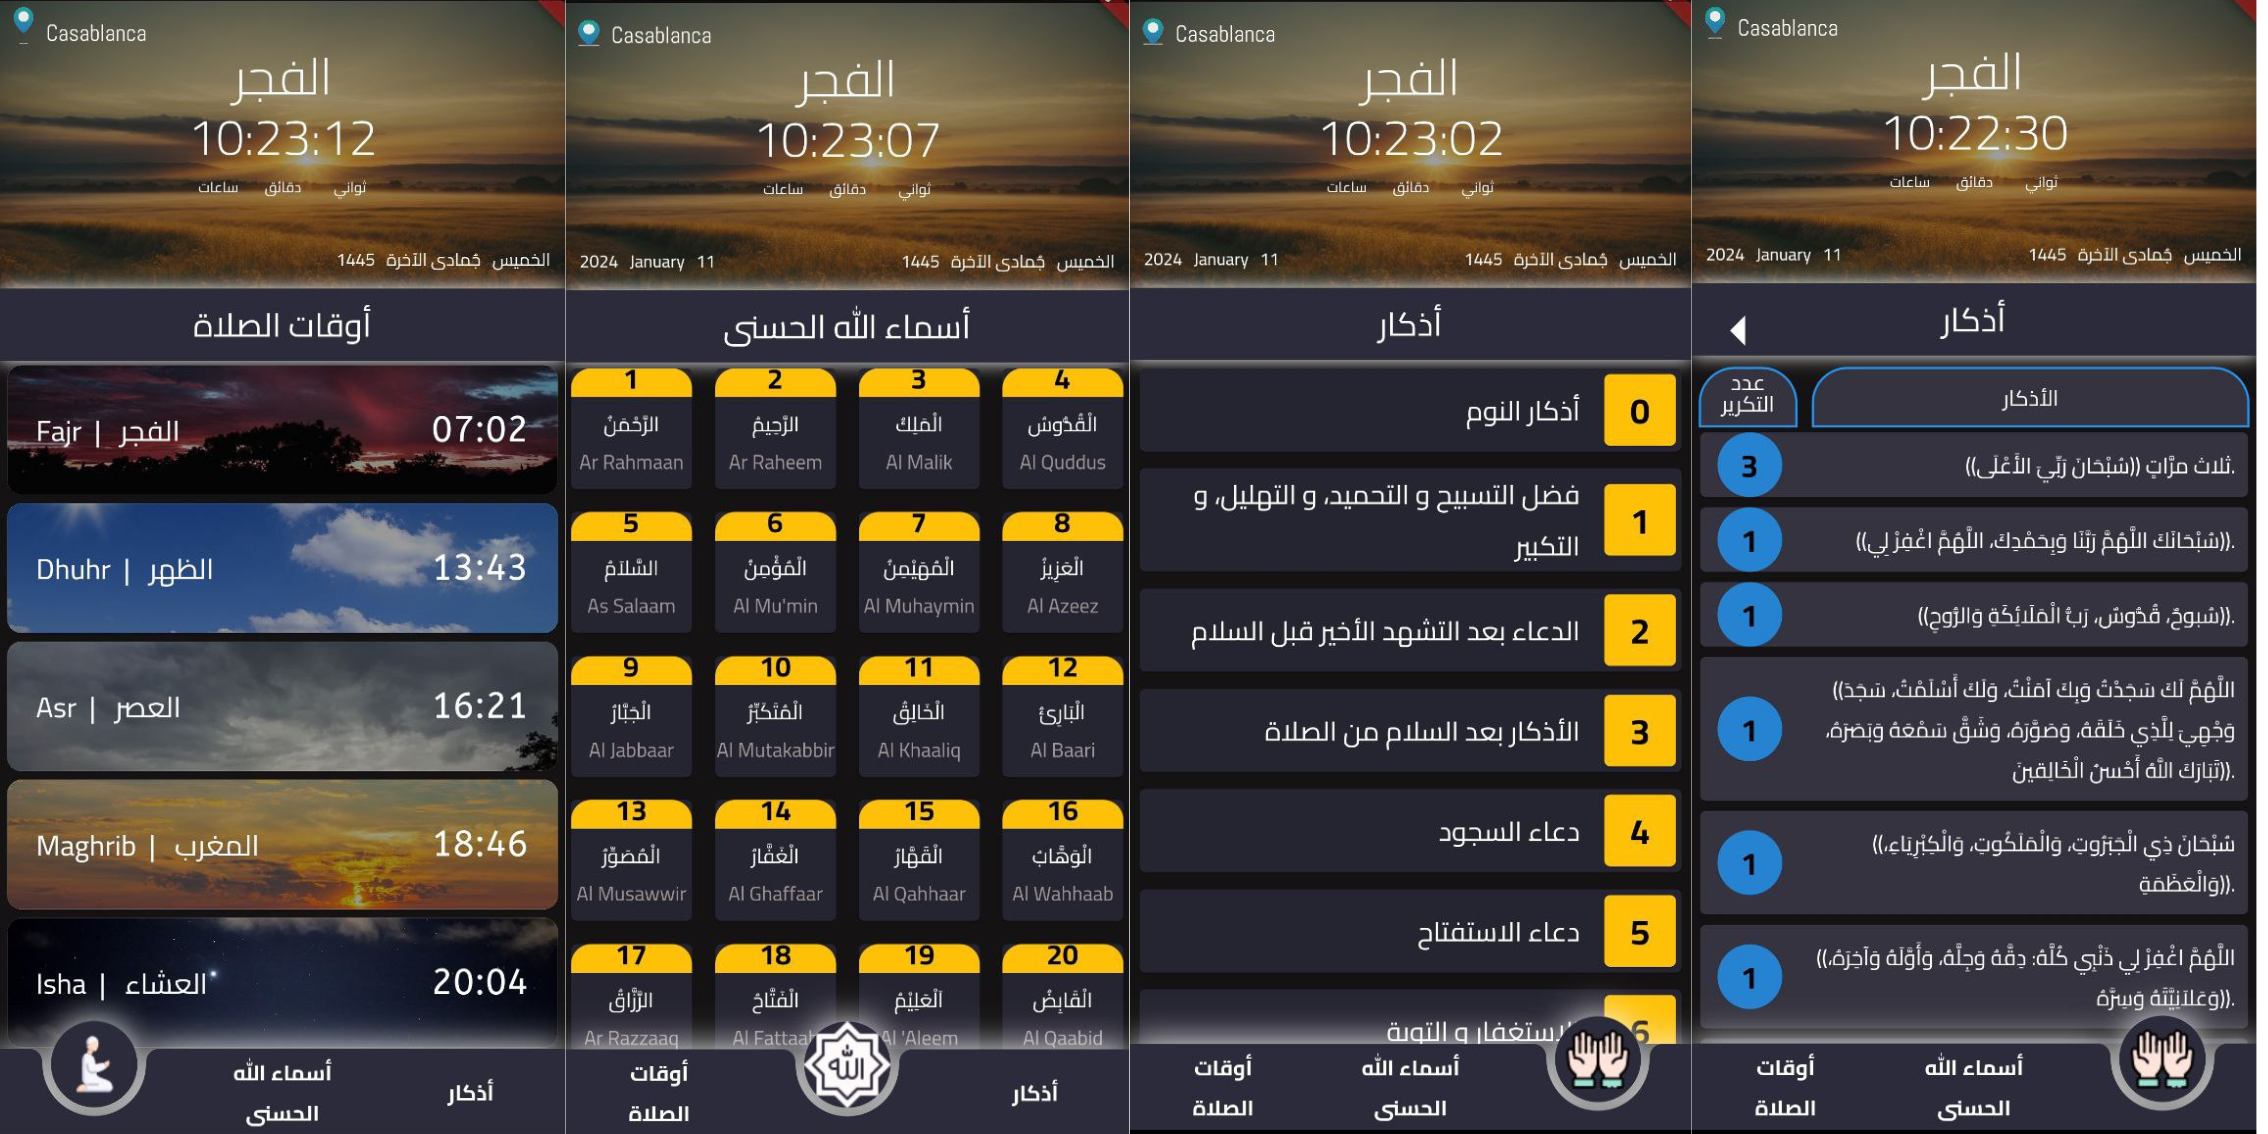 Casablanca
الفجر
10:23:12
ساعات دقائق ثواني
الخميس جُمادى الآخرة 1445
أوقات الصلاة
Fajr | الفجر 07:02
Dhuhr | الظهر 13:43
Asr | العصر 16:21
Maghrib | المغرب 18:46
Isha | العشاء 20:04
أسماء الله
الحسنى
أذكار
Casablanca
الفجر
10:23:07
ساعات دقائق ثواني
2024 January 11
الخميس جُمادى الآخرة 1445
أسماء الله الحسنى
1 2 3 4
الرَّحْمَنُ الرَّحِيمُ الْمَلِكُ الْقُدُّوسُ
Ar Rahmaan Ar Raheem Al Malik Al Quddus
5 6 7 8
السَّلاَمُ الْمُؤْمِنُ الْمُهَيْمِنُ الْعَزِيزُ
As Salaam Al Mu'min Al Muhaymin Al Azeez
9 10 11 12
الْجَبَّارُ الْمُتَكَبِّرُ الْخَالِقُ الْبَارِئُ
Al Jabbaar Al Mutakabbir Al Khaaliq Al Baari
13 14 15 16
الْمُصَوِّرُ الْغَفَّارُ الْقَهَّارُ الْوَهَّابُ
Al Musawwir Al Ghaffaar Al Qahhaar Al Wahhaab
17 18 19 20
الرَّزَّاقُ الْفَتَّاحُ اَلْعَلِيْمُ الْقَابِضُ
Ar Razzaaq Al Fattaa Al 'Aleem Al Qaabid
أوقات
الصلاة
الله
أذكار
Casablanca
الفجر
10:23:02
ساعات دقائق ثواني
2024 January 11
الخميس جُمادى الآخرة 1445
أذكار
0 أذكار النوم
1 فضل التسبيح و التحميد، و التهليل، و
التكبير
2 الدعاء بعد التشهد الأخير قبل السلام
3 الأذكار بعد السلام من الصلاة
4 دعاء السجود
5 دعاء الاستفتاح
6 الاستغفار و التوبة
أوقات
الصلاة
أسماء الله
الحسنى
Casablanca
الفجر
10:22:30
ساعات دقائق ثواني
2024 January 11
الخميس جُمادى الآخرة 1445
أذكار
الأذكار
عدد
التكرير
ثلاث مرَّاتٍ ((سُبْحَانَ رَبِّيَ الأَعْلَى)).
3
((سُبْحَانَكَ اللَّهُمَّ رَبَّنَا وَبِحَمْدِكَ، اللَّهُمَّ اغْفِرْ لِي)).
1
((سُبوحٌ، قُدُّوسٌ، رَبُّ الْمَلَائِكَةِ وَالرُّوحِ)).
1
((اللَّهُمَّ لَكَ سَجَدْتُ وَبِكَ آمَنْتُ، وَلَكَ أَسْلَمْتُ، سَجَدَ
وَجْهِيَ لِلَّذِي خَلَقَهُ، وَصَوَّرَهُ، وَشَقَّ سَمْعَهُ وَبَصَرَهُ،
تَبَارَكَ اللَّهُ أَحْسنُ الْخَالِقينَ)).
1
((سُبْحَانَ ذِي الْجَبَرُوتِ، وَالْمَلَكُوتِ، وَالْكِبْرِيَاءِ،
وَالْعَظَمَةِ)).
1
((اللَّهُمَّ اغْفِرْ لِي ذَنْبِي كُلَّهُ: دِقَّهُ وَجِلَّهُ، وَأَوَّلَهُ وَآخِرَهُ،
وَعَلاَنِيَّتَهُ وَسِرَّهُ)).
1
أوقات
الصلاة
أسماء الله
الحسنى